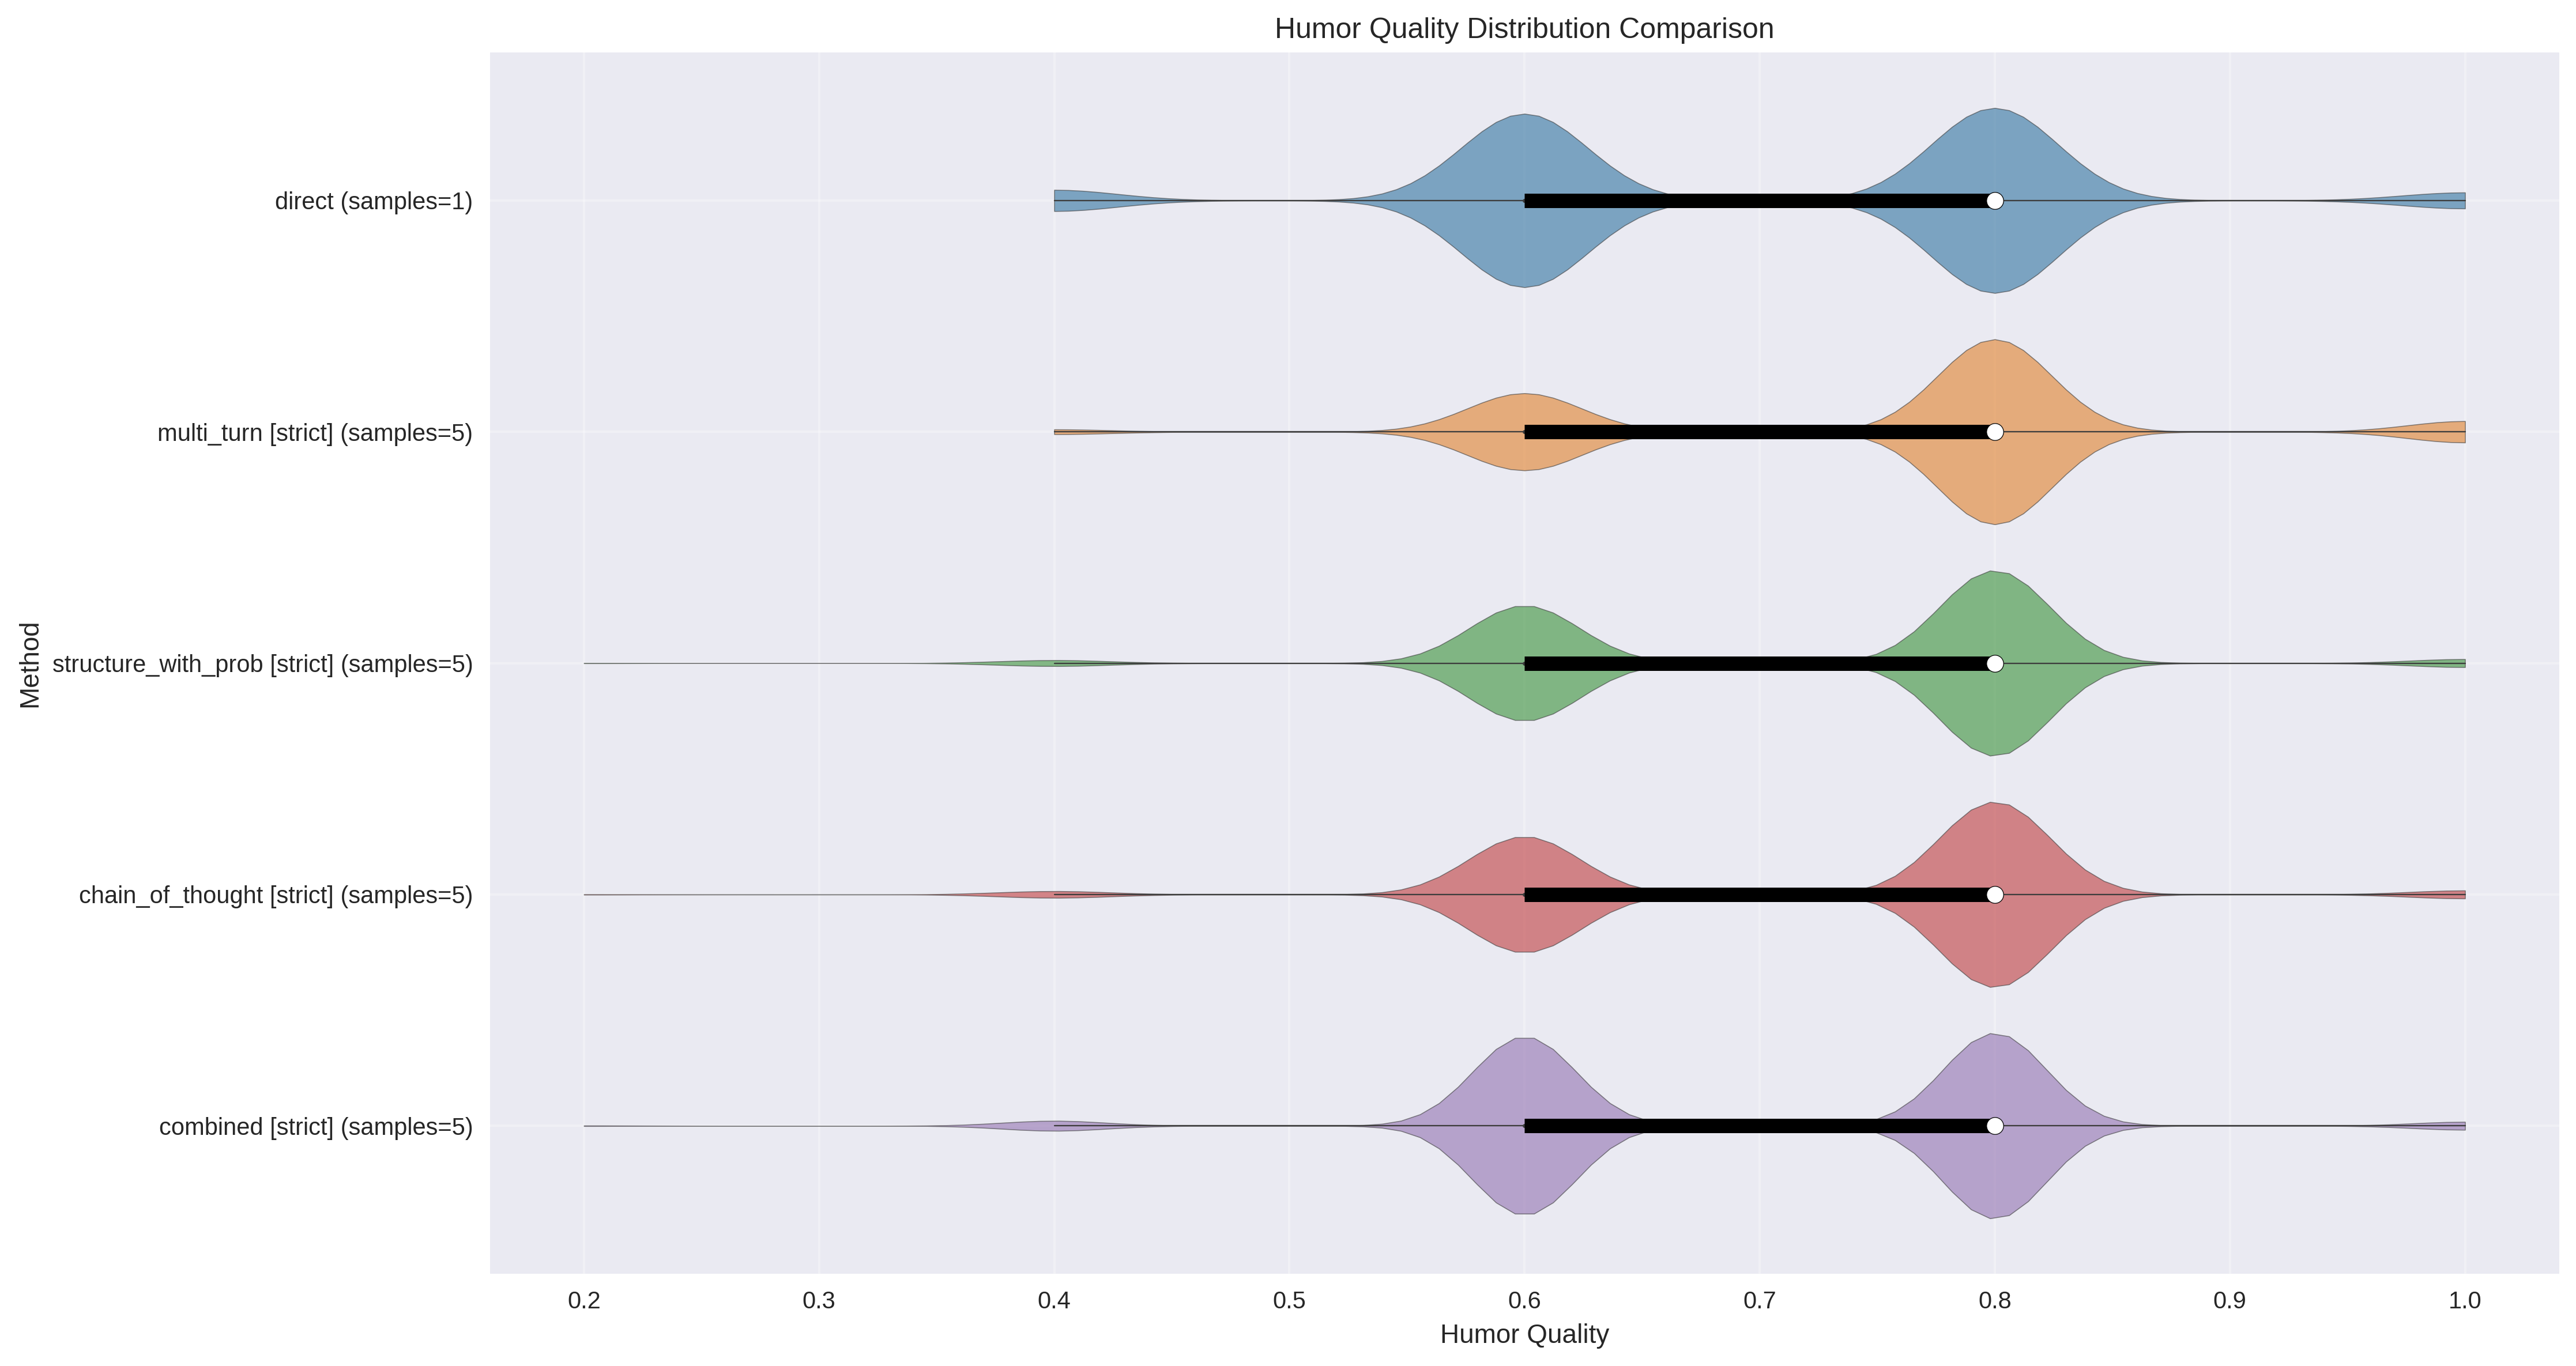 Humor Quality Distribution Comparison
Method
direct (samples=1)
multi_turn [strict] (samples=5)
structure_with_prob [strict] (samples=5)
chain_of_thought [strict] (samples=5)
combined [strict] (samples=5)
0.2 0.3 0.4 0.5 0.6 0.7 0.8 0.9 1.0
Humor Quality